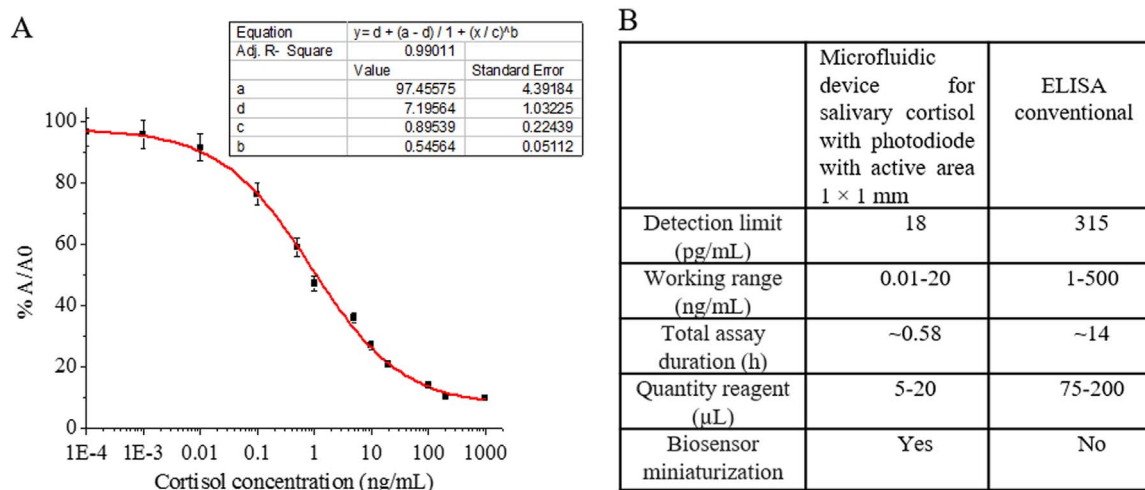 A
Equation y= d + (a - d) / 1 + (x / c)^b
Adj. R- Square 0.99011
Value Standard Error
a 97.45575 4.39184
d 7.19564 1.03225
c 0.89539 0.22439
b 0.54564 0.05112
% A/A0
100
80
60
40
20
0
1E-4 1E-3 0.01 0.1 1 10 100 1000
Cortisol concentration (ng/mL)
B
Microfluidic
device for
salivary cortisol
with photodiode
with active area
1 × 1 mm
ELISA
conventional
Detection limit
(pg/mL)
18
315
Working range
(ng/mL)
0.01-20
1-500
Total assay
duration (h)
~0.58
~14
Quantity reagent
(µL)
5-20
75-200
Biosensor
miniaturization
Yes
No